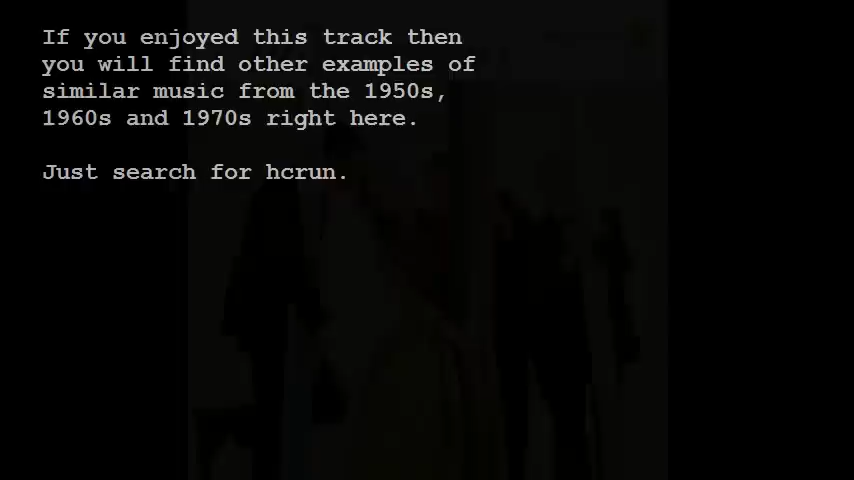 If you enjoyed this track then
you will find other examples of
similar music from the 1950s,
1960s and 1970s right here.
Just search for hcrun.